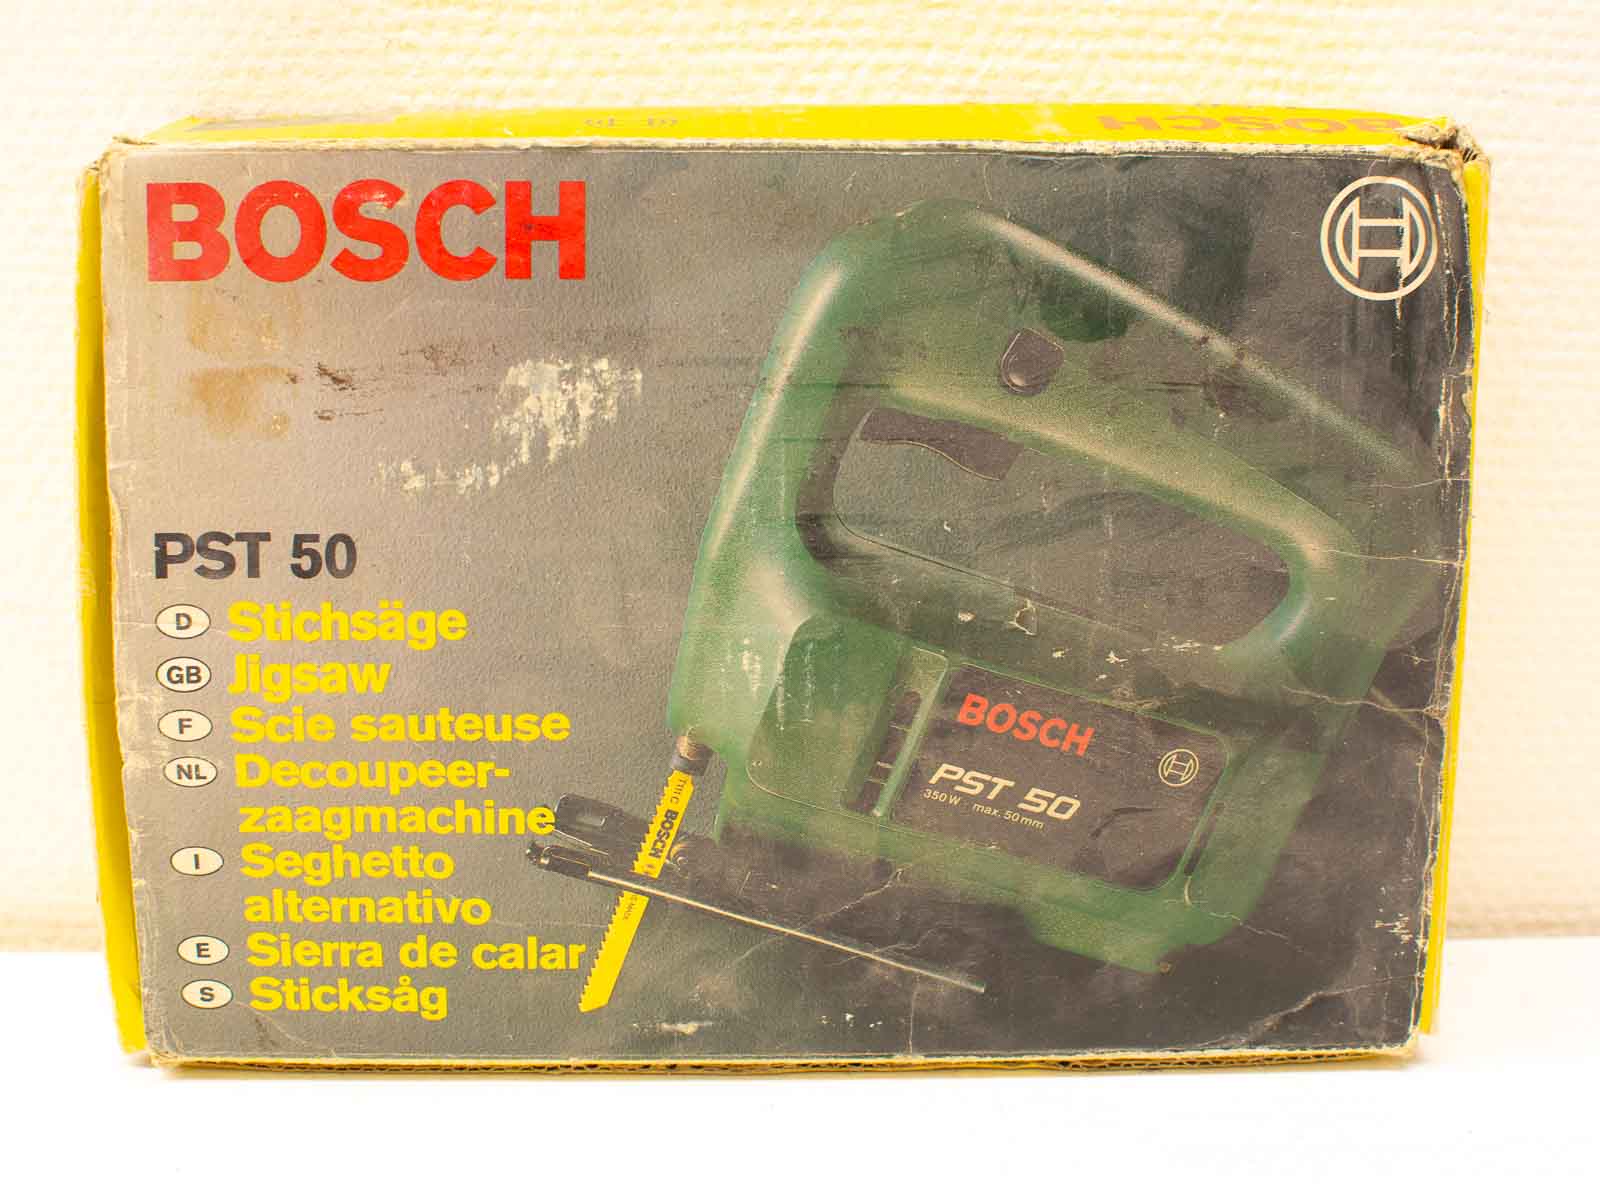 BOSCH
BOSCH
PST 50
D Stichsäge
GB Jigsaw
F Scie sauteuse
NL Decoupeer-
zaagmachine
I Seghetto
alternativo
E Sierra de calar
S Sticksåg
BOSCH
PST 50
350 W · max. 50 mm
T111 C BOSCH